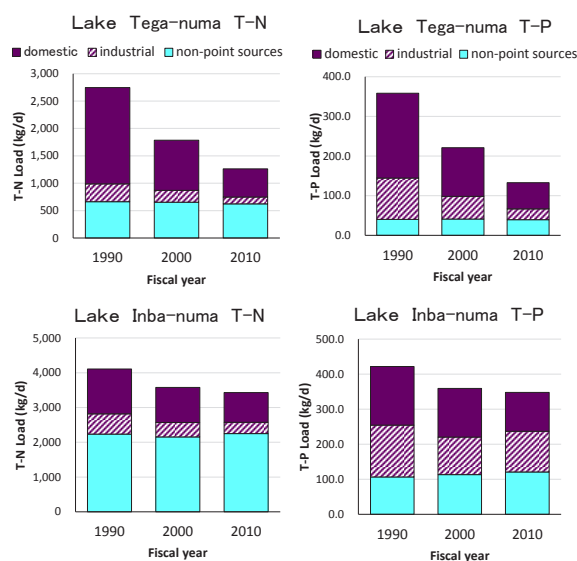 Lake Tega-numa T-N
domestic industrial non-point sources
T-N Load (kg/d)
3,000
2,500
2,000
1,500
1,000
500
0
1990 2000 2010
Fiscal year
Lake Tega-numa T-P
domestic industrial non-point sources
T-P Load (kg/d)
400.0
300.0
200.0
100.0
0.0
1990 2000 2010
Fiscal year
Lake Inba-numa T-N
T-N Load (kg/d)
5,000
4,000
3,000
2,000
1,000
0
1990 2000 2010
Fiscal year
Lake Inba-numa T-P
T-P Load (kg/d)
500.0
400.0
300.0
200.0
100.0
0.0
1990 2000 2010
Fiscal year